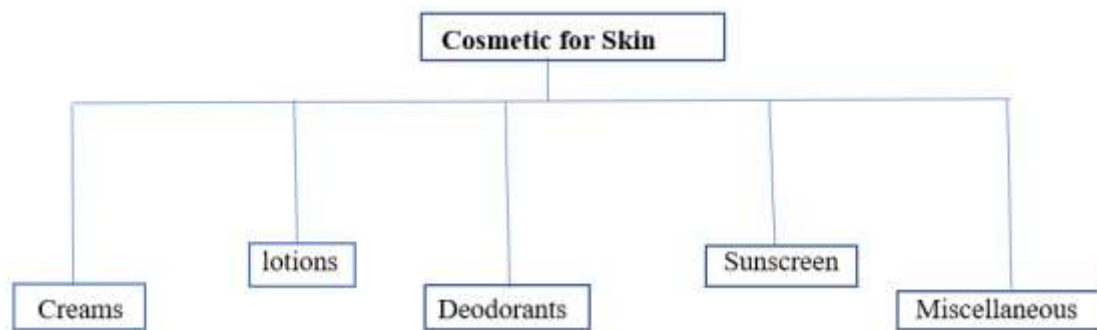 Cosmetic for Skin
lotions
Sunscreen
Creams
Deodorants
Miscellaneous